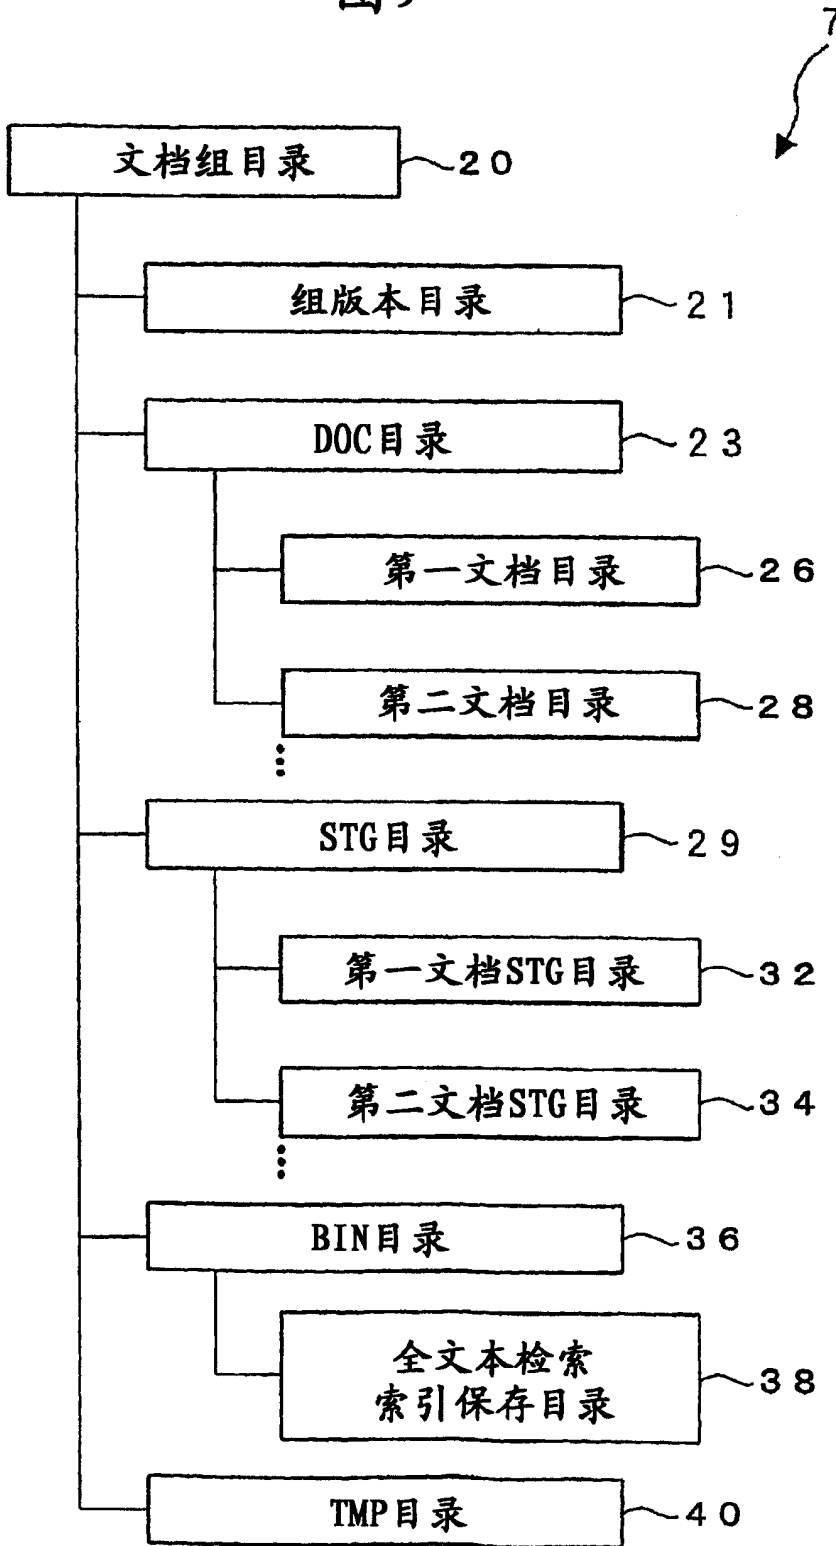 7
文档组目录 20
组版本目录 21
DOC目录 23
第一文档目录 26
第二文档目录 28
STG目录 29
第一文档STG目录 32
第二文档STG目录 34
BIN目录 36
全文本检索
索引保存目录 38
TMP目录 40